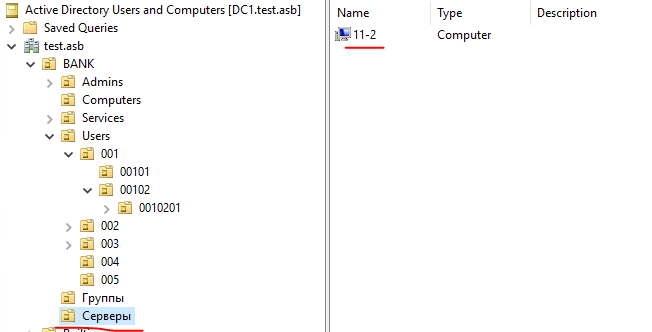 Active Directory Users and Computers [DC1.test.asb]
Saved Queries
test.asb
BANK
Admins
Computers
Services
Users
001
00101
00102
0010201
002
003
004
005
Группы
Серверы
Name Type Description
11-2 Computer